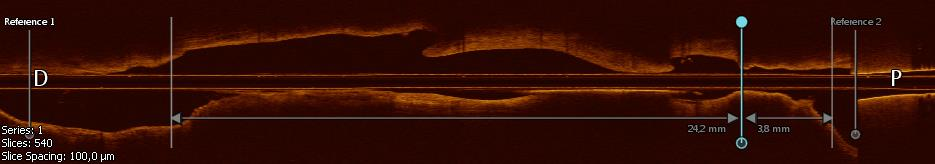 Reference 1
Reference 2
D
P
24,2 mm
3,8 mm
Series: 1
Slices: 540
Slice Spacing: 100,0 µm